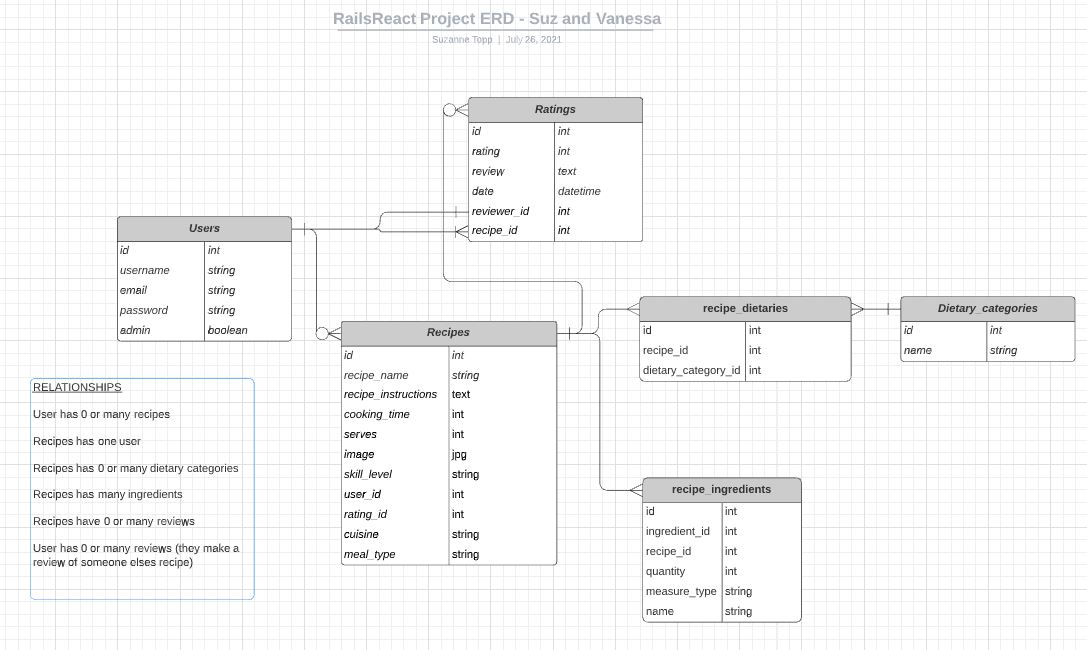 RailsReact Project ERD - Suz and Vanessa
Suzanne Topp | July 26, 2021
Ratings
id int
rating int
review text
date datetime
reviewer_id int
recipe_id int
Users
id int
username string
email string
password string
admin boolean
Recipes
id int
recipe_name string
recipe_instructions text
cooking_time int
serves int
image jpg
skill_level string
user_id int
rating_id int
cuisine string
meal_type string
recipe_dietaries
id int
recipe_id int
dietary_category_id int
Dietary_categories
id int
name string
RELATIONSHIPS
User has 0 or many recipes
Recipes has one user
Recipes has 0 or many dietary categories
Recipes has many ingredients
Recipes have 0 or many reviews
User has 0 or many reviews (they make a
review of someone elses recipe)
recipe_ingredients
id int
ingredient_id int
recipe_id int
quantity int
measure_type string
name string